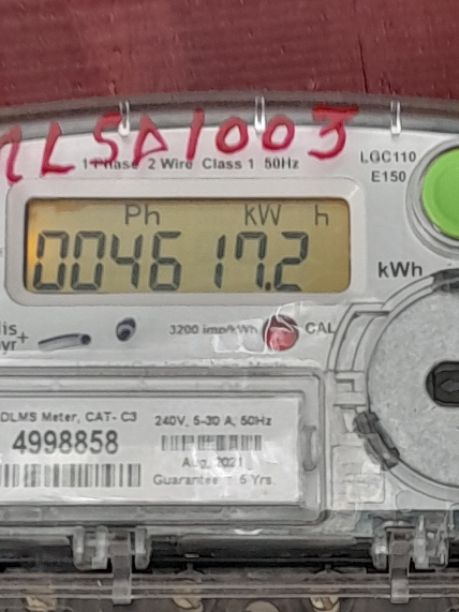 LSD1003
1 Phase 2 Wire Class 1 50Hz
LGC110
E150
Ph kW h
004617.2
kWh
3200 imp/kWh CAL
DLMS Meter, CAT- C3
240V, 5-30 A, 50Hz
4998858
Aug, 2021
Guarantee - 5 Yrs.